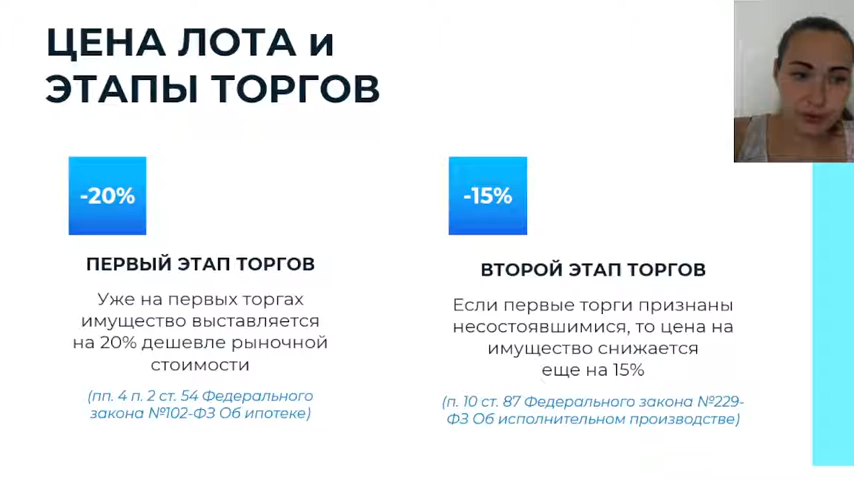 ЦЕНА ЛОТА и
ЭТАПЫ ТОРГОВ
-20%
ПЕРВЫЙ ЭТАП ТОРГОВ
Уже на первых торгах
имущество выставляется
на 20% дешевле рыночной
стоимости
(пп. 4 п. 2 ст. 54 Федерального
закона №102-ФЗ Об ипотеке)
-15%
ВТОРОЙ ЭТАП ТОРГОВ
Если первые торги признаны
несостоявшимися, то цена на
имущество снижается
еще на 15%
(п. 10 ст. 87 Федерального закона №229-
ФЗ Об исполнительном производстве)